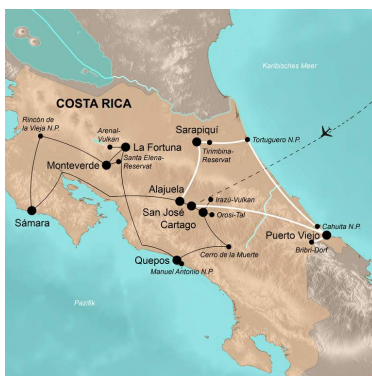 Karibisches Meer
COSTA RICA
Rincón de
la Vieja N.P.
Arenal-
Vulkan
La Fortuna
Sarapiquí
Tirimbina-
Reservat
Tortuguero N.P.
Monteverde
Santa Elena-
Reservat
Alajuela
Irazú-Vulkan
San José
Orosi-Tal
Cartago
Sámara
Cahuita N.P.
Puerto Viejo
Bribri-Dorf
Cerro de la Muerte
Quepos
Manuel Antonio N.P.
Pazifik